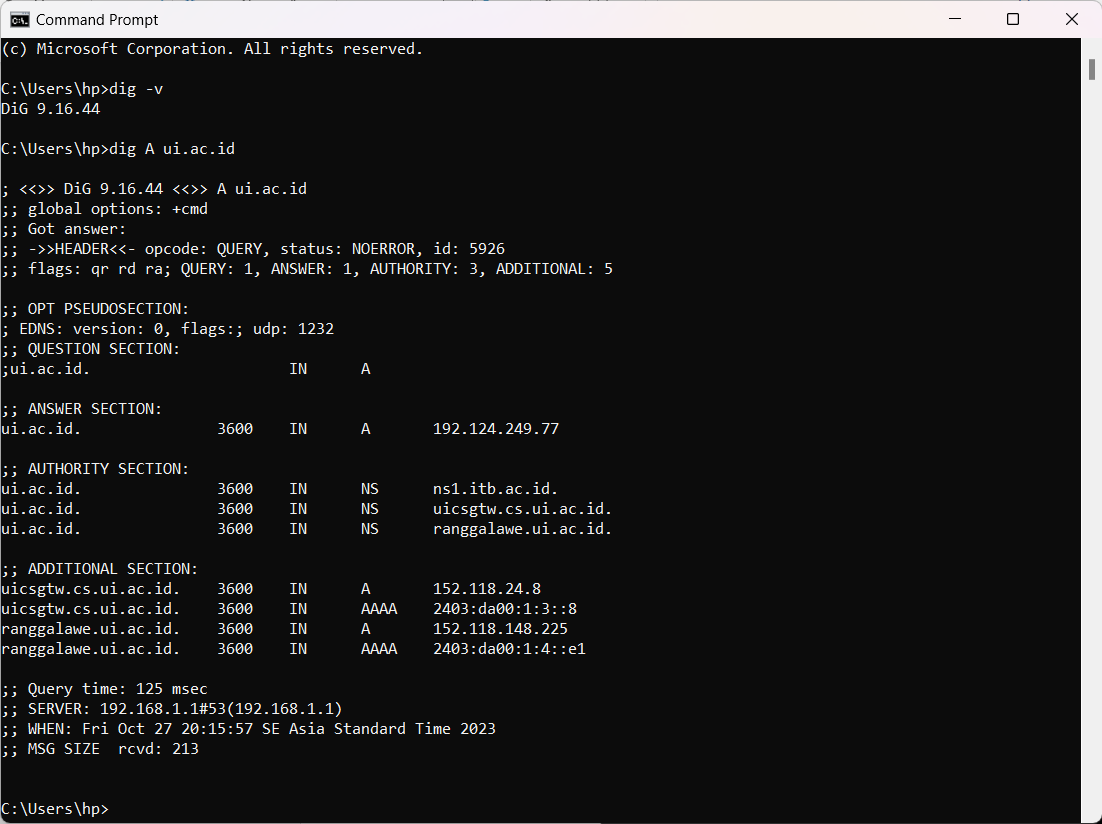 Command Prompt
(c) Microsoft Corporation. All rights reserved.
C:\Users\hp>dig -v
DiG 9.16.44
C:\Users\hp>dig A ui.ac.id
; <<>> DiG 9.16.44 <<>> A ui.ac.id
;; global options: +cmd
;; Got answer:
;; ->>HEADER<<- opcode: QUERY, status: NOERROR, id: 5926
;; flags: qr rd ra; QUERY: 1, ANSWER: 1, AUTHORITY: 3, ADDITIONAL: 5
;; OPT PSEUDOSECTION:
; EDNS: version: 0, flags:; udp: 1232
;; QUESTION SECTION:
;ui.ac.id. IN A
;; ANSWER SECTION:
ui.ac.id. 3600 IN A 192.124.249.77
;; AUTHORITY SECTION:
ui.ac.id. 3600 IN NS ns1.itb.ac.id.
ui.ac.id. 3600 IN NS uicsgtw.cs.ui.ac.id.
ui.ac.id. 3600 IN NS ranggalawe.ui.ac.id.
;; ADDITIONAL SECTION:
uicsgtw.cs.ui.ac.id. 3600 IN A 152.118.24.8
uicsgtw.cs.ui.ac.id. 3600 IN AAAA 2403:da00:1:3::8
ranggalawe.ui.ac.id. 3600 IN A 152.118.148.225
ranggalawe.ui.ac.id. 3600 IN AAAA 2403:da00:1:4::e1
;; Query time: 125 msec
;; SERVER: 192.168.1.1#53(192.168.1.1)
;; WHEN: Fri Oct 27 20:15:57 SE Asia Standard Time 2023
;; MSG SIZE rcvd: 213
C:\Users\hp>